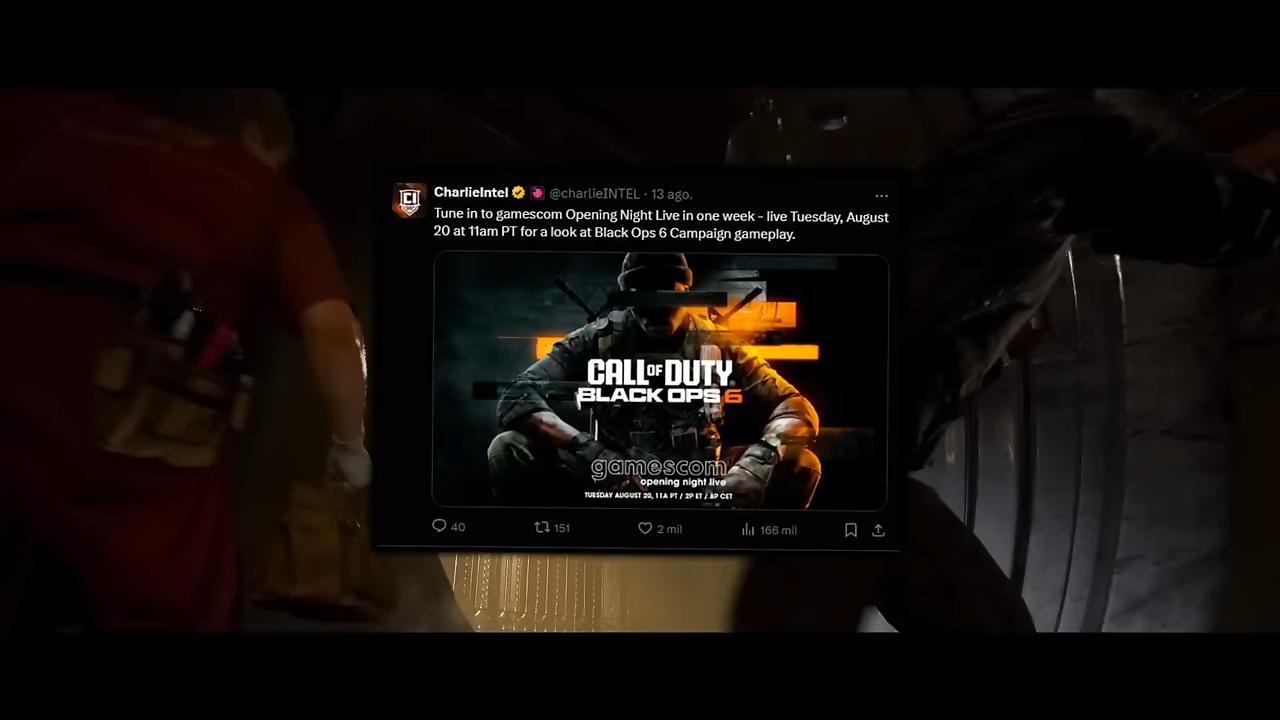 CharlieIntel @charlieINTEL · 13 ago.
Tune in to gamescom Opening Night Live in one week - live Tuesday, August
20 at 11am PT for a look at Black Ops 6 Campaign gameplay.
CALL OF DUTY
BLACK OPS 6
gamescom
opening night live
TUESDAY AUGUST 20, 11A PT / 2P ET / 8P CET
40 151 2 mil 166 mil